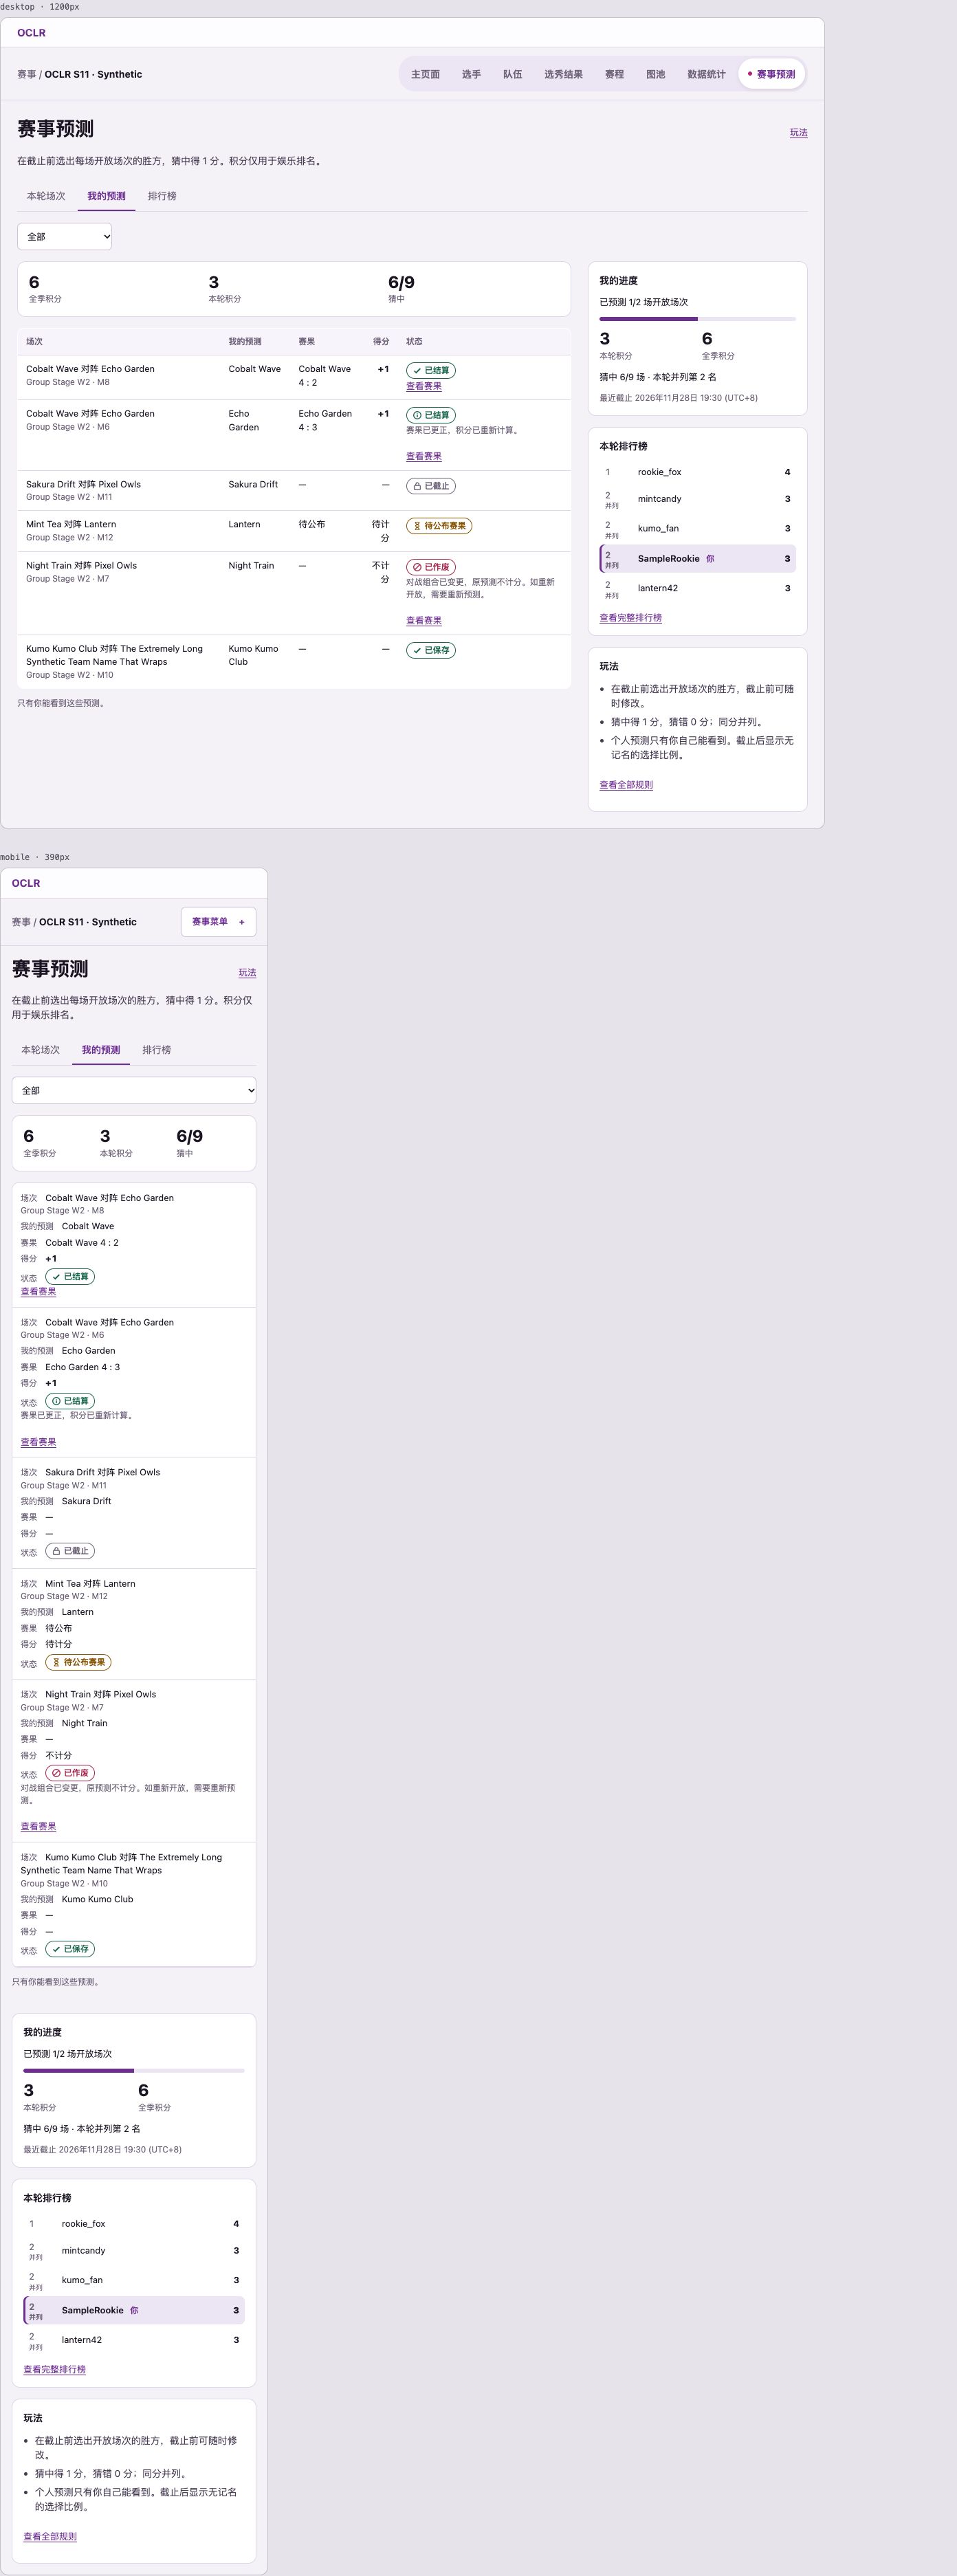 desktop · 1200px
OCLR
赛事 / OCLR S11 · Synthetic
主页面 选手 队伍 选秀结果 赛程 图池 数据统计 赛事预测
赛事预测
玩法
在截止前选出每场开放场次的胜方，猜中得 1 分。积分仅用于娱乐排名。
本轮场次 我的预测 排行榜
全部
6 3 6/9
全季积分 本轮积分 猜中
场次 我的预测 赛果 得分 状态
Cobalt Wave 对阵 Echo Garden
Group Stage W2 · M8
Cobalt Wave
Cobalt Wave
4 : 2
+1
已结算
查看赛果
Cobalt Wave 对阵 Echo Garden
Group Stage W2 · M6
Echo
Garden
Echo Garden
4 : 3
+1
已结算
赛果已更正，积分已重新计算。
查看赛果
Sakura Drift 对阵 Pixel Owls
Group Stage W2 · M11
Sakura Drift
—
—
已截止
Mint Tea 对阵 Lantern
Group Stage W2 · M12
Lantern
待公布
待计
分
待公布赛果
Night Train 对阵 Pixel Owls
Group Stage W2 · M7
Night Train
—
不计
分
已作废
对战组合已变更，原预测不计分。如重新
开放，需要重新预测。
查看赛果
Kumo Kumo Club 对阵 The Extremely Long
Synthetic Team Name That Wraps
Group Stage W2 · M10
Kumo Kumo
Club
—
—
已保存
只有你能看到这些预测。
我的进度
已预测 1/2 场开放场次
3 6
本轮积分 全季积分
猜中 6/9 场 · 本轮并列第 2 名
最近截止 2026年11月28日 19:30 (UTC+8)
本轮排行榜
1 rookie_fox 4
2
并列
mintcandy 3
2
并列
kumo_fan 3
2
并列
SampleRookie 你 3
2
并列
lantern42 3
查看完整排行榜
玩法
• 在截止前选出开放场次的胜方，截止前可随
时修改。
• 猜中得 1 分，猜错 0 分；同分并列。
• 个人预测只有你自己能看到。截止后显示无
记名的选择比例。
查看全部规则
mobile · 390px
OCLR
赛事 / OCLR S11 · Synthetic
赛事菜单 +
赛事预测
玩法
在截止前选出每场开放场次的胜方，猜中得 1 分。积分仅
用于娱乐排名。
本轮场次 我的预测 排行榜
全部
6 3 6/9
全季积分 本轮积分 猜中
场次 Cobalt Wave 对阵 Echo Garden
Group Stage W2 · M8
我的预测 Cobalt Wave
赛果 Cobalt Wave 4 : 2
得分 +1
状态 已结算
查看赛果
场次 Cobalt Wave 对阵 Echo Garden
Group Stage W2 · M6
我的预测 Echo Garden
赛果 Echo Garden 4 : 3
得分 +1
状态 已结算
赛果已更正，积分已重新计算。
查看赛果
场次 Sakura Drift 对阵 Pixel Owls
Group Stage W2 · M11
我的预测 Sakura Drift
赛果 —
得分 —
状态 已截止
场次 Mint Tea 对阵 Lantern
Group Stage W2 · M12
我的预测 Lantern
赛果 待公布
得分 待计分
状态 待公布赛果
场次 Night Train 对阵 Pixel Owls
Group Stage W2 · M7
我的预测 Night Train
赛果 —
得分 不计分
状态 已作废
对战组合已变更，原预测不计分。如重新开放，需要重新预
测。
查看赛果
场次 Kumo Kumo Club 对阵 The Extremely Long
Synthetic Team Name That Wraps
Group Stage W2 · M10
我的预测 Kumo Kumo Club
赛果 —
得分 —
状态 已保存
只有你能看到这些预测。
我的进度
已预测 1/2 场开放场次
3 6
本轮积分 全季积分
猜中 6/9 场 · 本轮并列第 2 名
最近截止 2026年11月28日 19:30 (UTC+8)
本轮排行榜
1 rookie_fox 4
2
并列
mintcandy 3
2
并列
kumo_fan 3
2
并列
SampleRookie 你 3
2
并列
lantern42 3
查看完整排行榜
玩法
• 在截止前选出开放场次的胜方，截止前可随时修
改。
• 猜中得 1 分，猜错 0 分；同分并列。
• 个人预测只有你自己能看到。截止后显示无记名
的选择比例。
查看全部规则